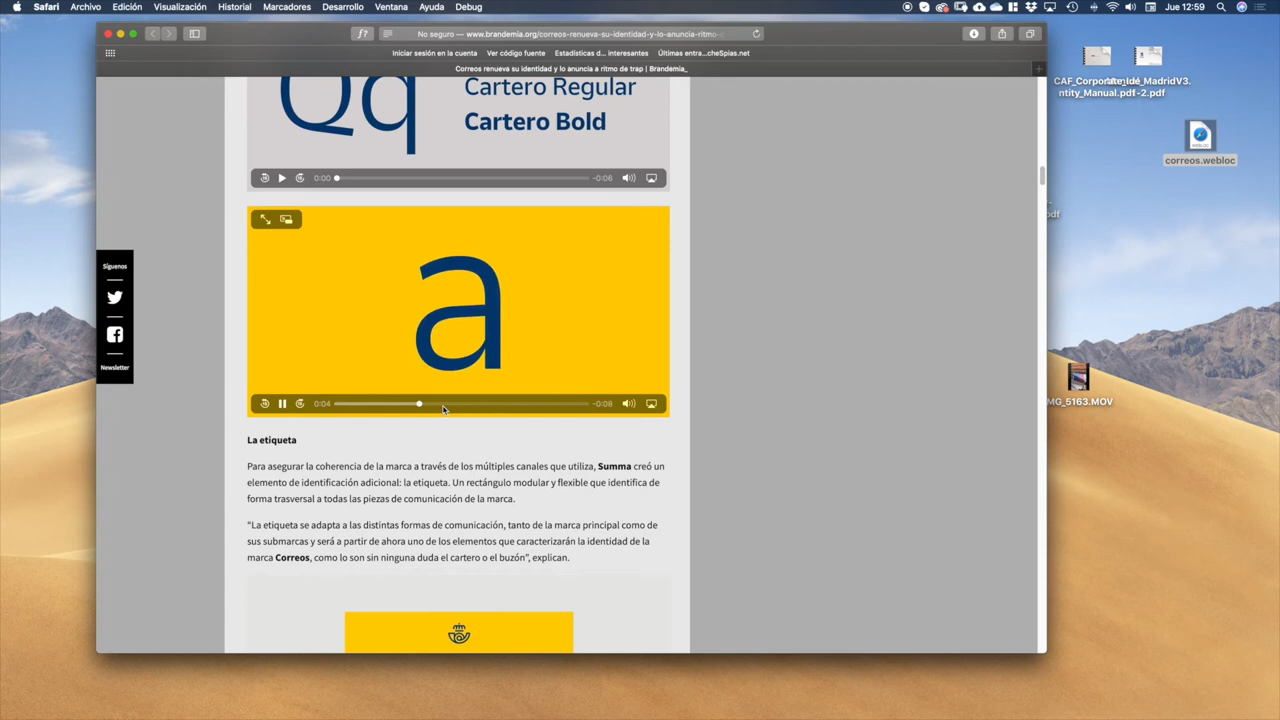 Safari Archivo Edición Visualización Historial Marcadores Desarrollo Ventana Ayuda Debug
Jue 12:59
No seguro — www.brandemia.org/correos-renueva-su-identidad-y-lo-anuncia-ritmo-
Iniciar sesión en la cuenta Ver código fuente Estadísticas d... interesantes Últimas entra...cheSpias.net
Correos renueva su identidad y lo anuncia a ritmo de trap | Brandemia_
Qq
Cartero Regular
Cartero Bold
0:00 -0:06
a
0:04 -0:08
Síguenos
Newsletter
La etiqueta
Para asegurar la coherencia de la marca a través de los múltiples canales que utiliza, Summa creó un
elemento de identificación adicional: la etiqueta. Un rectángulo modular y flexible que identifica de
forma trasversal a todas las piezas de comunicación de la marca.
“La etiqueta se adapta a las distintas formas de comunicación, tanto de la marca principal como de
sus submarcas y será a partir de ahora uno de los elementos que caracterizarán la identidad de la
marca Correos, como lo son sin ninguna duda el cartero o el buzón”, explican.
CAF_Corporate_Ide
ntity_Manual.pdf
_MadridV3.
-2.pdf
correos.webloc
pdf
MG_5163.MOV